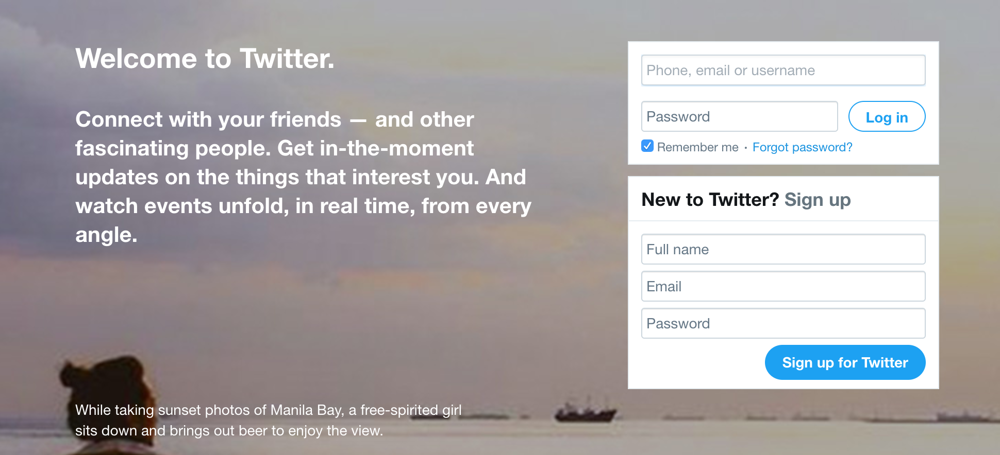 Welcome to Twitter.
Connect with your friends — and other
fascinating people. Get in-the-moment
updates on the things that interest you. And
watch events unfold, in real time, from every
angle.
While taking sunset photos of Manila Bay, a free-spirited girl
sits down and brings out beer to enjoy the view.
Phone, email or username
Password
Log in
Remember me · Forgot password?
New to Twitter? Sign up
Full name
Email
Password
Sign up for Twitter